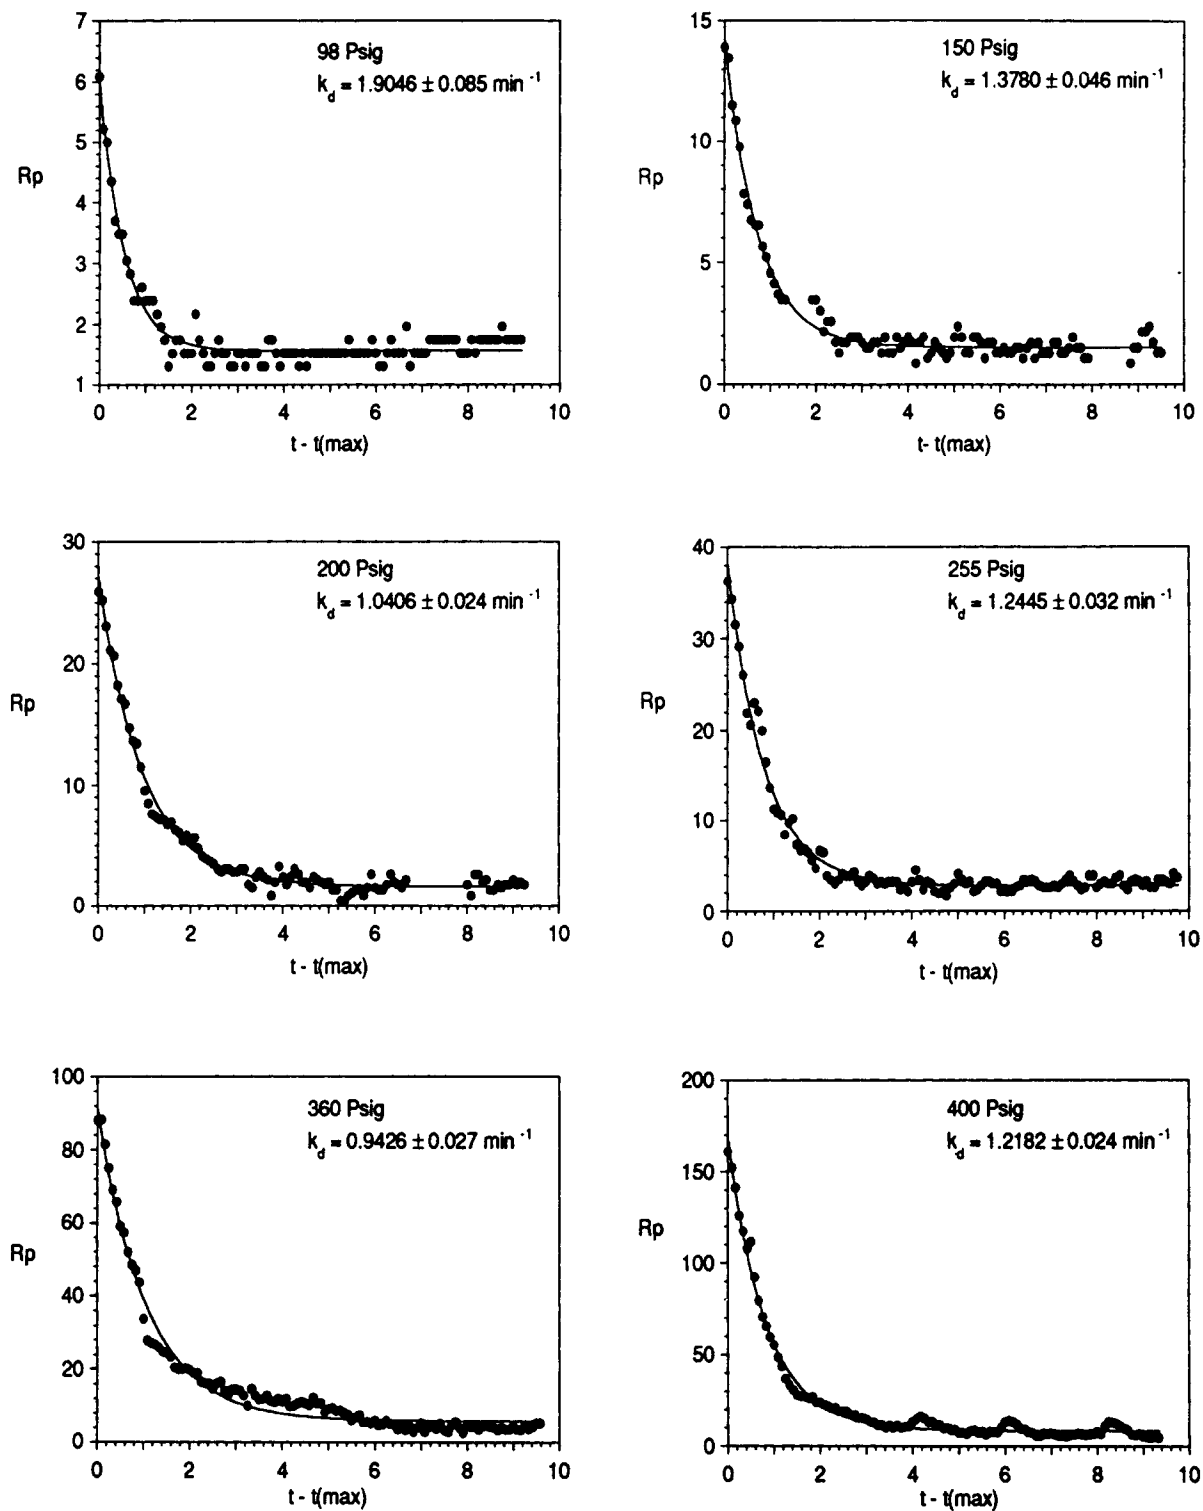 98 Psig
k_d = 1.9046 ± 0.085 min⁻¹
7
6
5
4
3
2
1
Rp
0 2 4 6 8 10
t - t(max)
150 Psig
k_d = 1.3780 ± 0.046 min⁻¹
15
10
5
0
Rp
0 2 4 6 8 10
t - t(max)
200 Psig
k_d = 1.0406 ± 0.024 min⁻¹
30
20
10
0
Rp
0 2 4 6 8 10
t - t(max)
255 Psig
k_d = 1.2445 ± 0.032 min⁻¹
40
30
20
10
0
Rp
0 2 4 6 8 10
t - t(max)
360 Psig
k_d = 0.9426 ± 0.027 min⁻¹
100
80
60
40
20
0
Rp
0 2 4 6 8 10
t - t(max)
400 Psig
k_d = 1.2182 ± 0.024 min⁻¹
200
150
100
50
0
Rp
0 2 4 6 8 10
t - t(max)